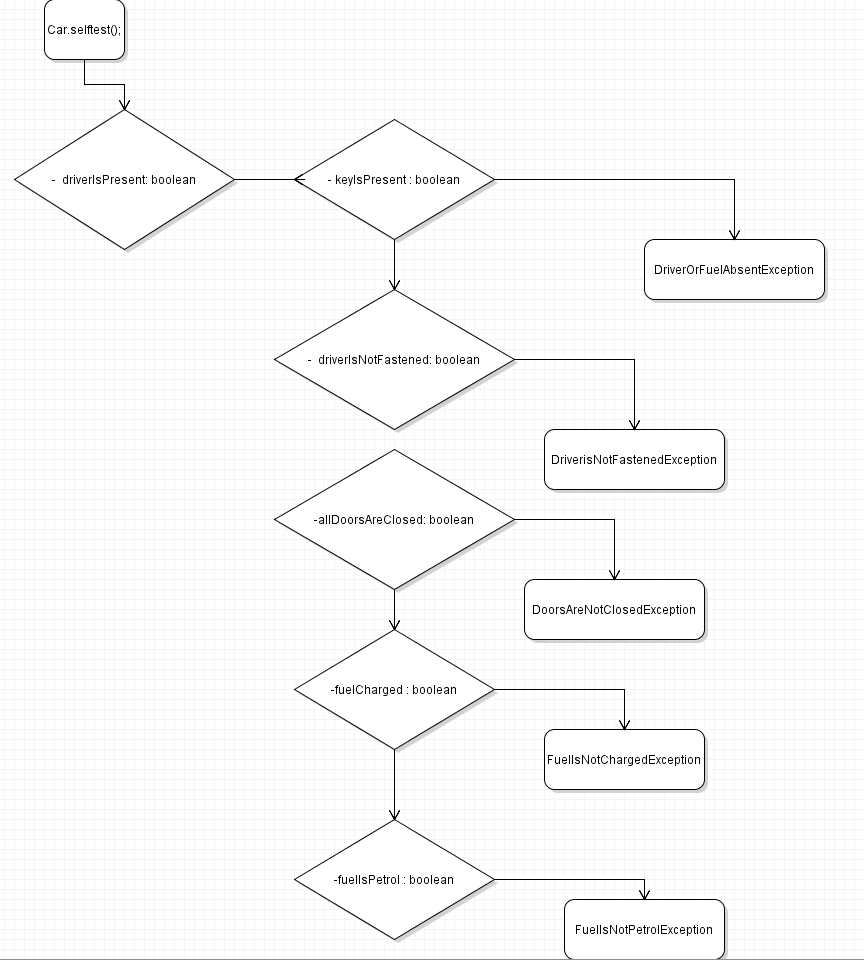 Car.selftest();
- driverIsPresent: boolean
- keyIsPresent : boolean
DriverOrFuelAbsentException
- driverIsNotFastened: boolean
DriverisNotFastenedException
-allDoorsAreClosed: boolean
DoorsAreNotClosedException
-fuelCharged : boolean
FuelIsNotChargedException
-fuelIsPetrol : boolean
FuelIsNotPetrolException